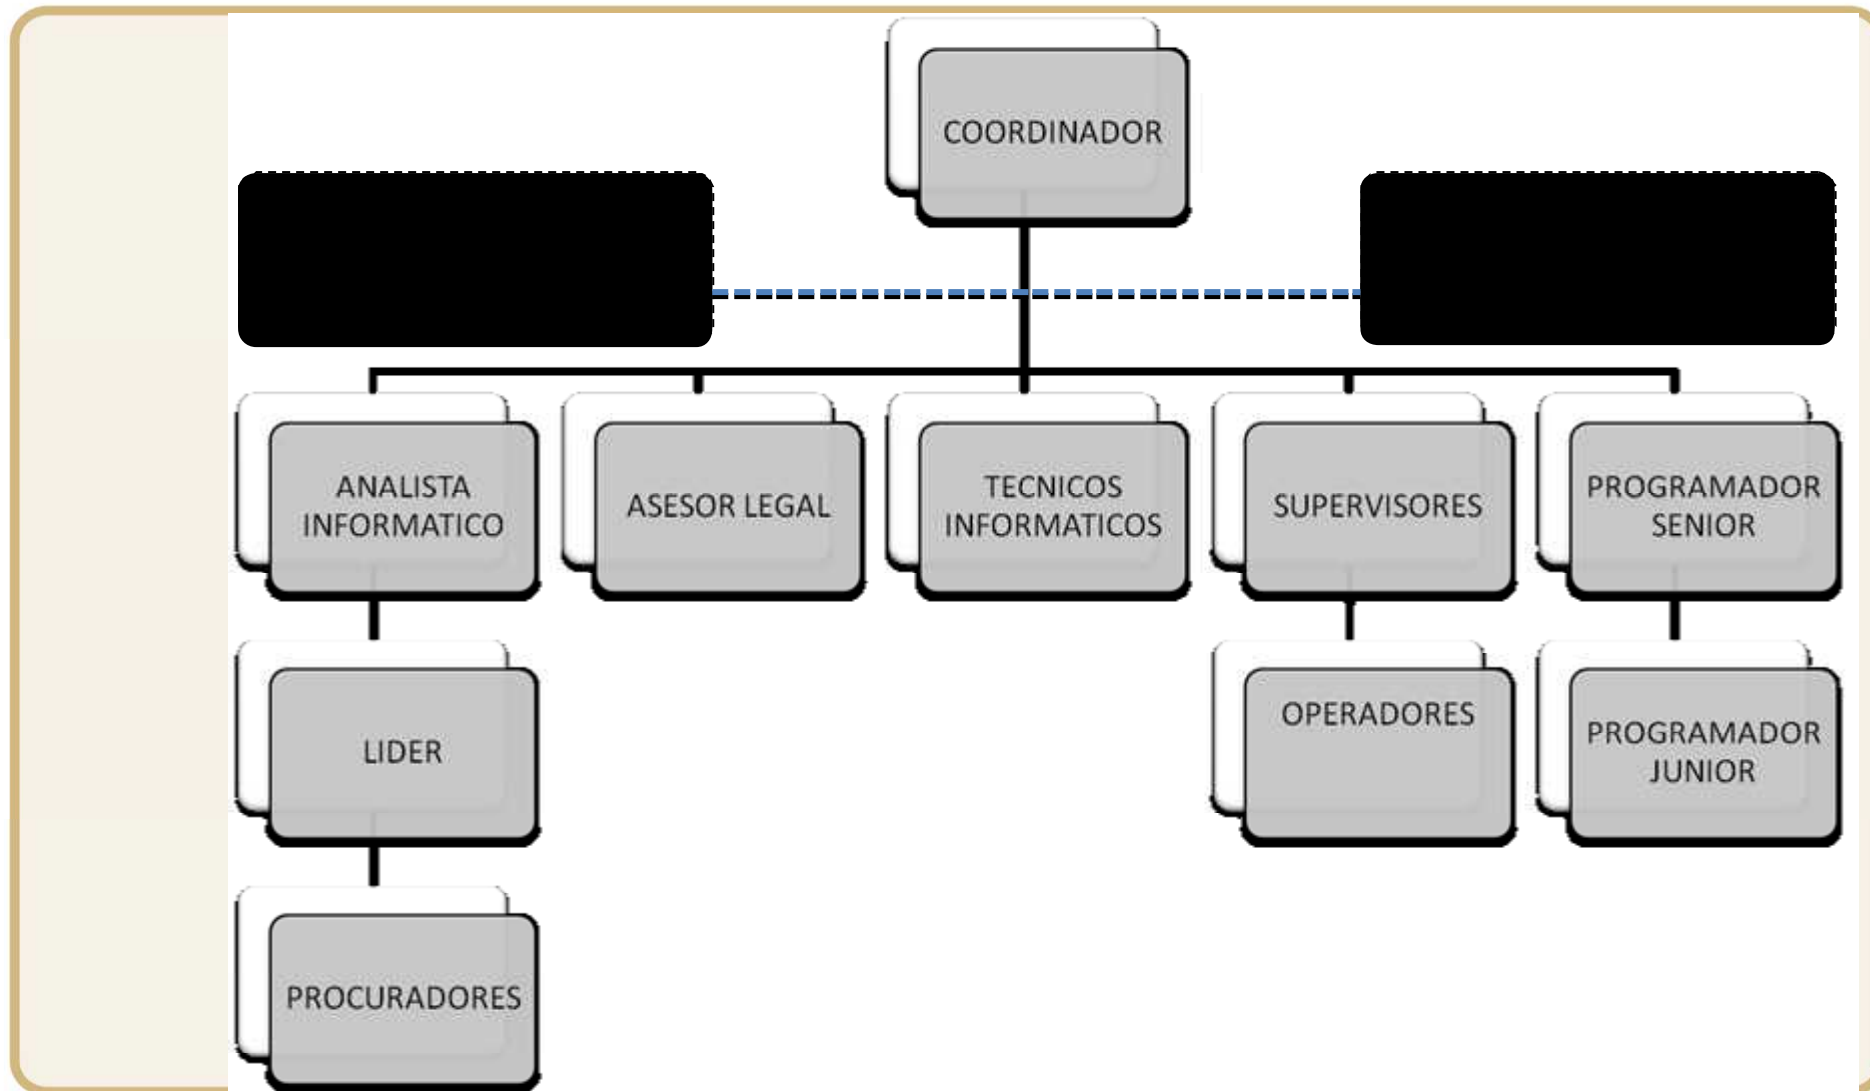 COORDINADOR
ANALISTA
INFORMATICO
ASESOR LEGAL
TECNICOS
INFORMATICOS
SUPERVISORES
PROGRAMADOR
SENIOR
LIDER
OPERADORES
PROGRAMADOR
JUNIOR
PROCURADORES